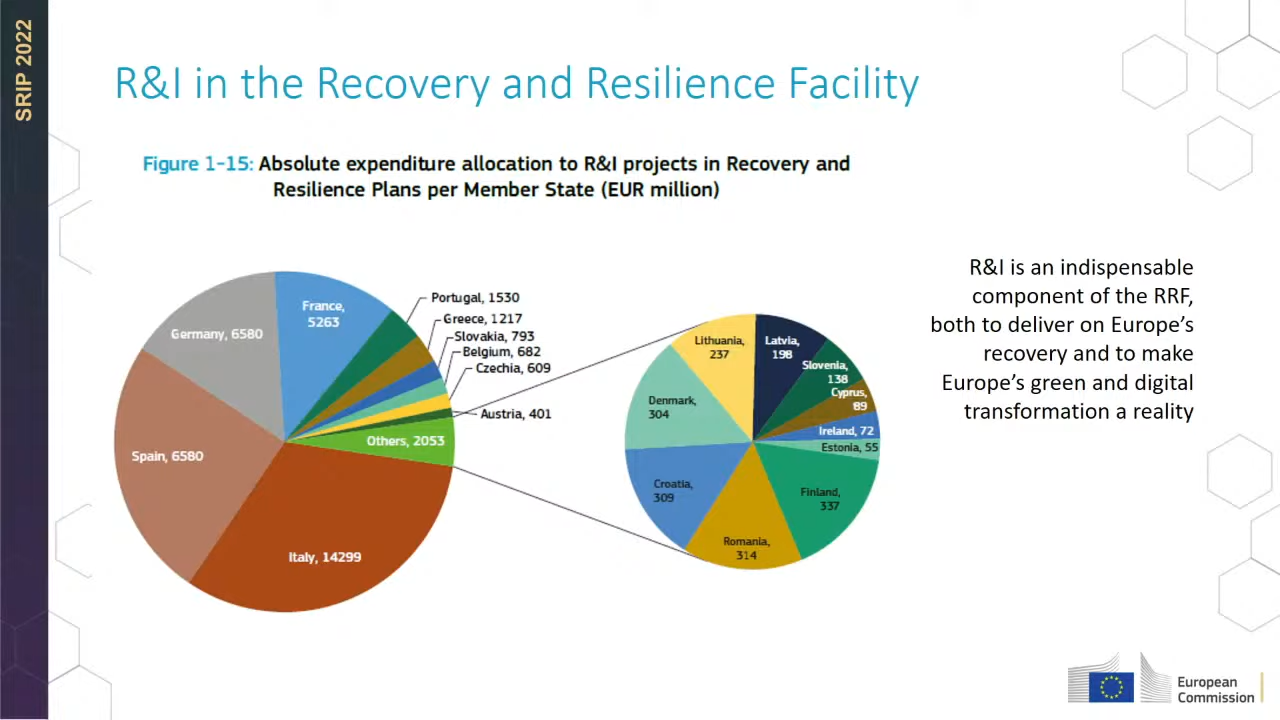 SRIP 2022
R&I in the Recovery and Resilience Facility
Figure 1-15: Absolute expenditure allocation to R&I projects in Recovery and
Resilience Plans per Member State (EUR million)
Germany, 6580
France,
5263
Portugal, 1530
Greece, 1217
Slovakia, 793
Belgium, 682
Czechia, 609
Austria, 401
Others, 2053
Spain, 6580
Italy, 14299
Lithuania,
237
Latvia,
198
Slovenia,
138
Cyprus,
89
Ireland, 72
Estonia, 55
Finland,
337
Romania,
314
Croatia,
309
Denmark,
304
R&I is an indispensable
component of the RRF,
both to deliver on Europe’s
recovery and to make
Europe’s green and digital
transformation a reality
European
Commission